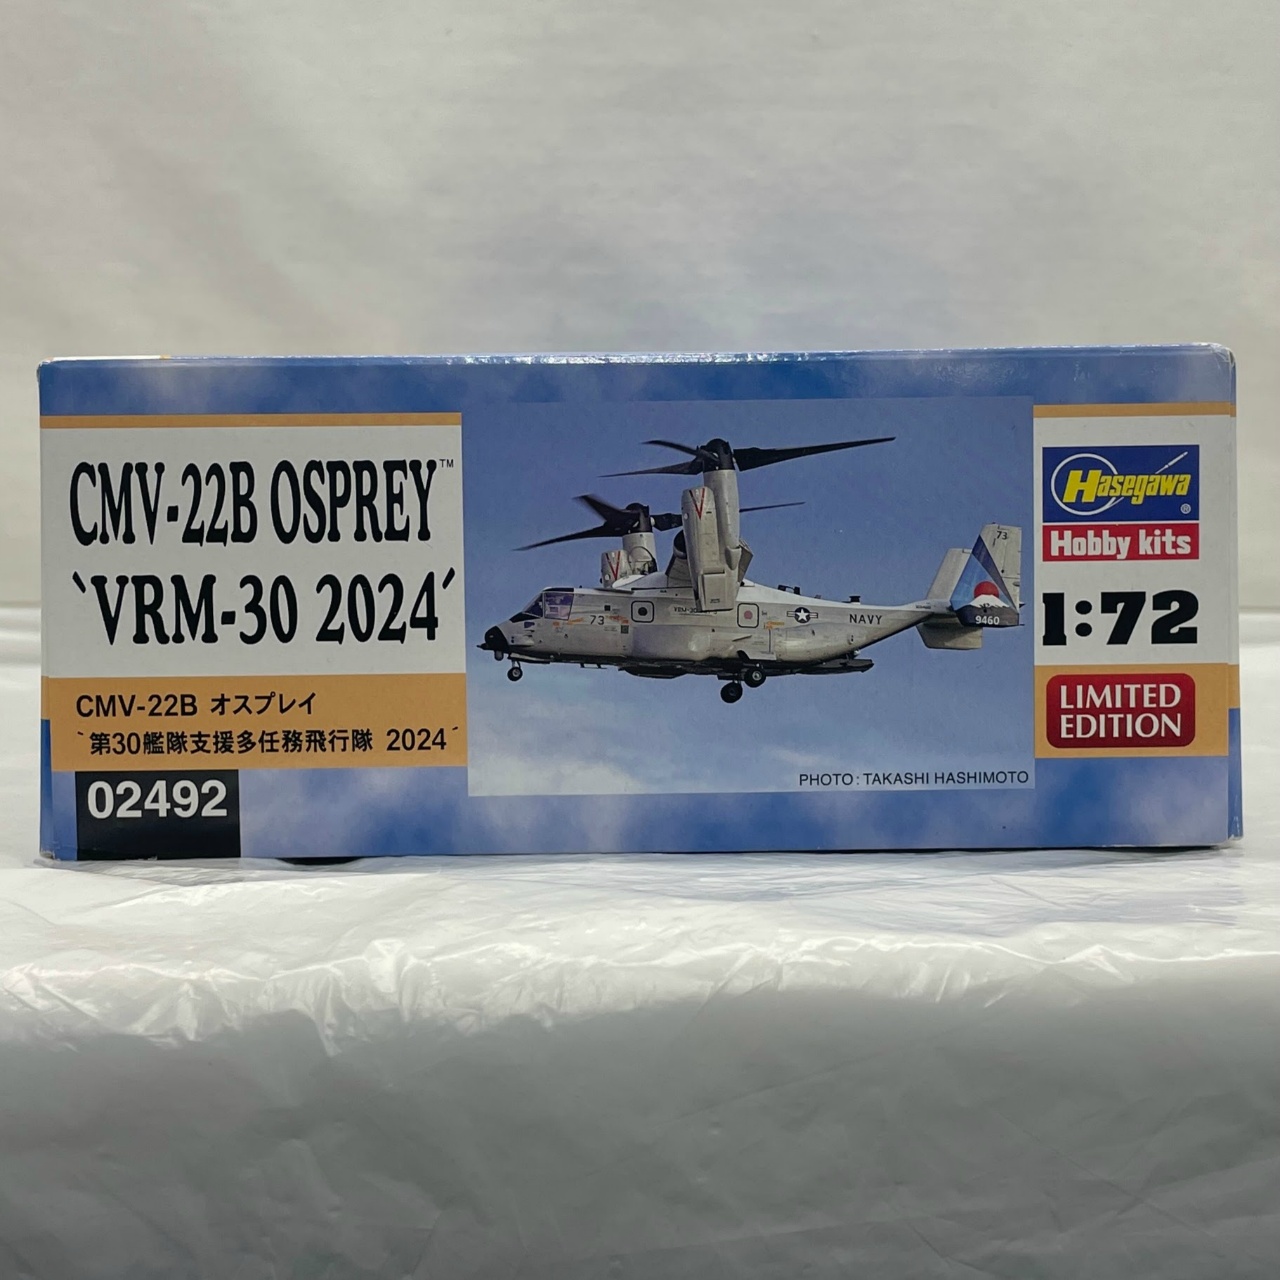 CMV-22B OSPREY™
`VRM-30 2024´
CMV-22B オスプレイ
`第30艦隊支援多任務飛行隊 2024´
02492
73
NAVY
73
9460
PHOTO: TAKASHI HASHIMOTO
Hasegawa®
Hobby kits
1:72
LIMITED
EDITION